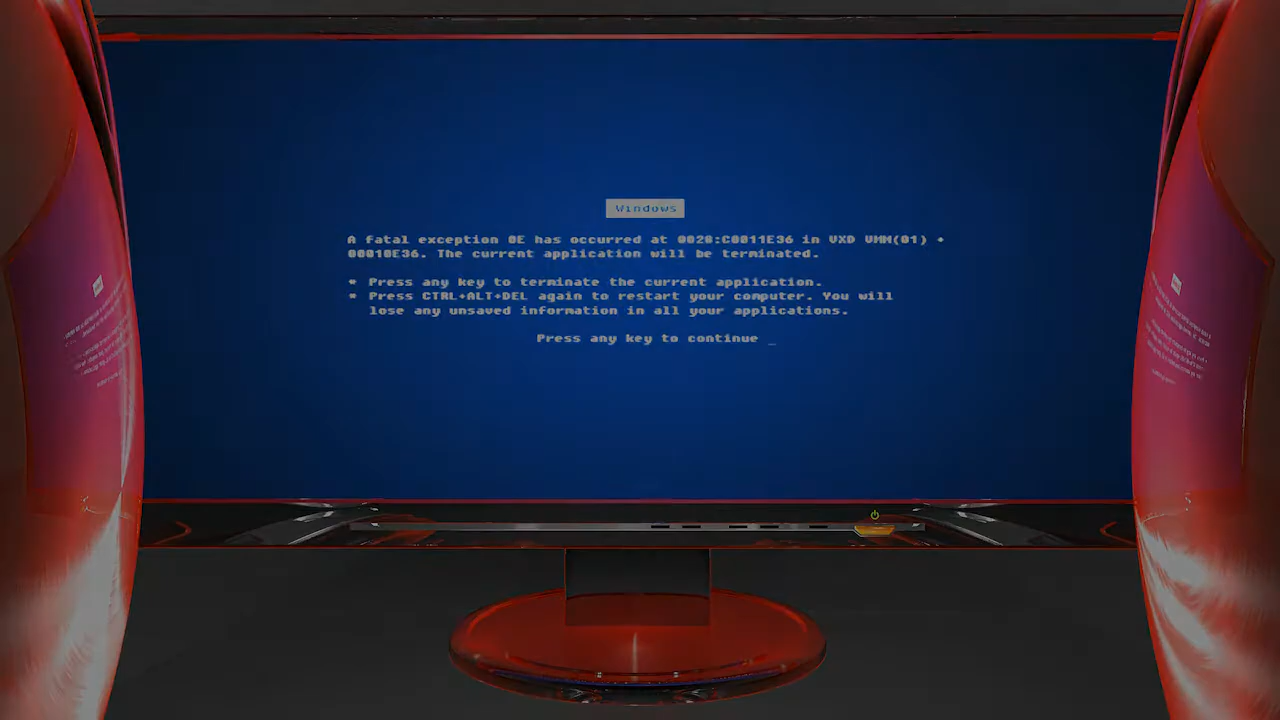 Windows
A fatal exception 0E has occurred at 0028:C0011E36 in VXD VMM(01) +
00010E36. The current application will be terminated.
* Press any key to terminate the current application.
* Press CTRL+ALT+DEL again to restart your computer. You will
lose any unsaved information in all your applications.
Press any key to continue _